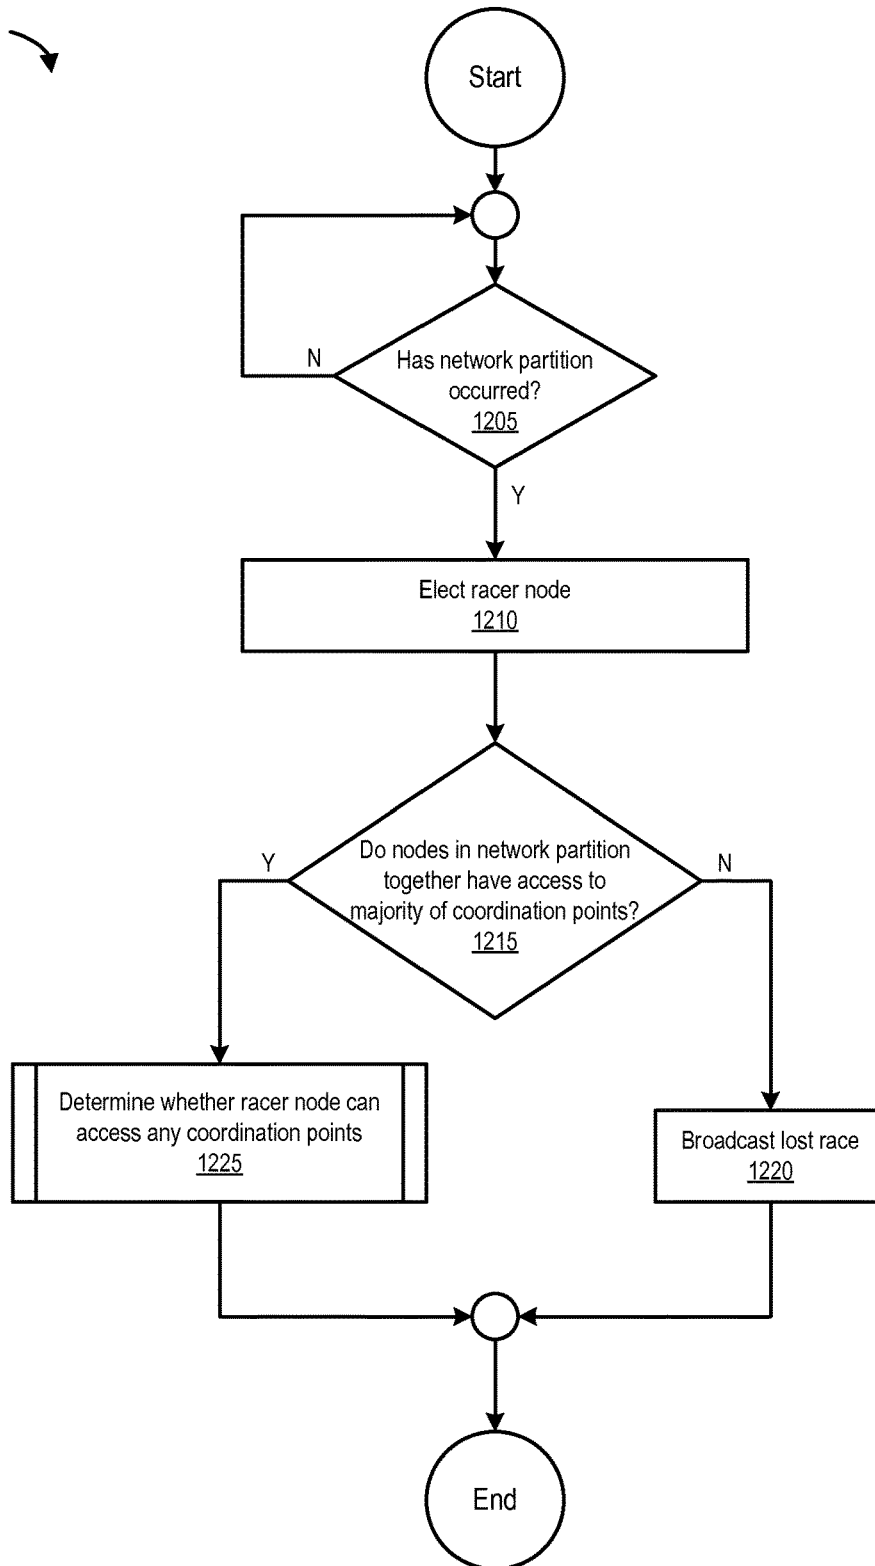 Start
N
Has network partition
occurred?
1205
Y
Elect racer node
1210
Y
Do nodes in network partition
together have access to
majority of coordination points?
1215
N
Determine whether racer node can
access any coordination points
1225
Broadcast lost race
1220
End